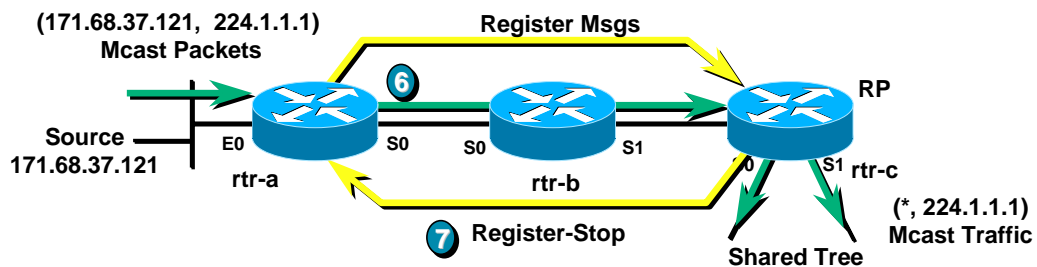 (171.68.37.121, 224.1.1.1)
Mcast Packets
Register Msgs
6
RP
Source
171.68.37.121
E0
S0
S0
S1
S1
rtr-a
rtr-b
rtr-c
7
Register-Stop
(*, 224.1.1.1)
Mcast Traffic
Shared Tree